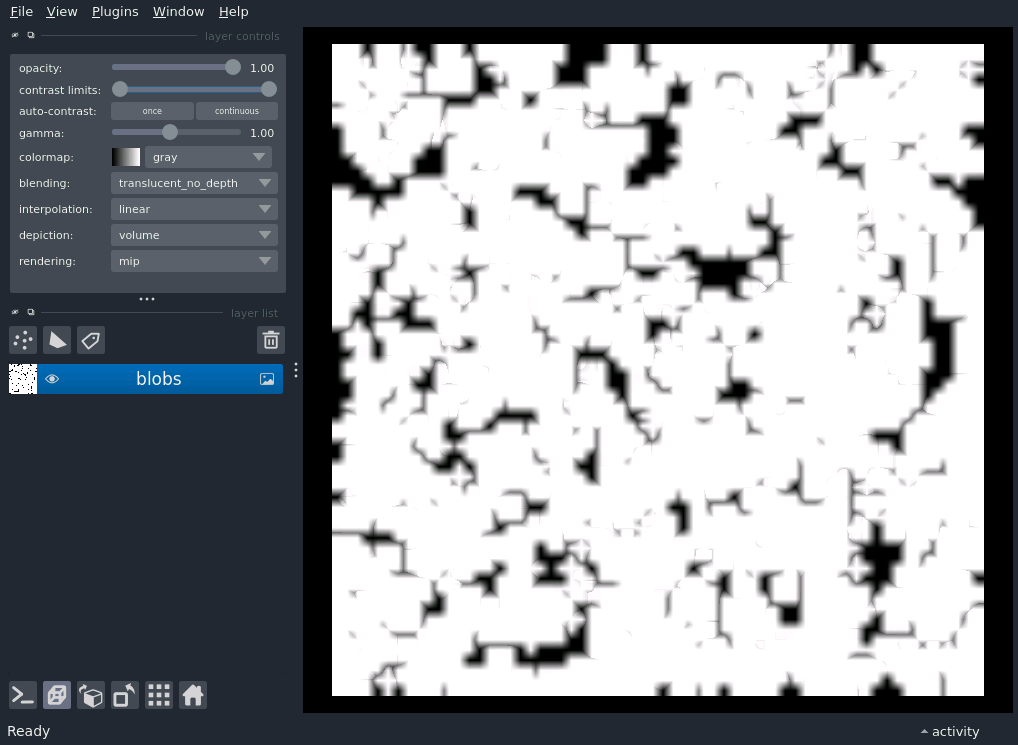 File View Plugins Window Help
layer controls
opacity: 1.00
contrast limits:
auto-contrast: once continuous
gamma: 1.00
colormap: gray
blending: translucent_no_depth
interpolation: linear
depiction: volume
rendering: mip
layer list
blobs
Ready activity